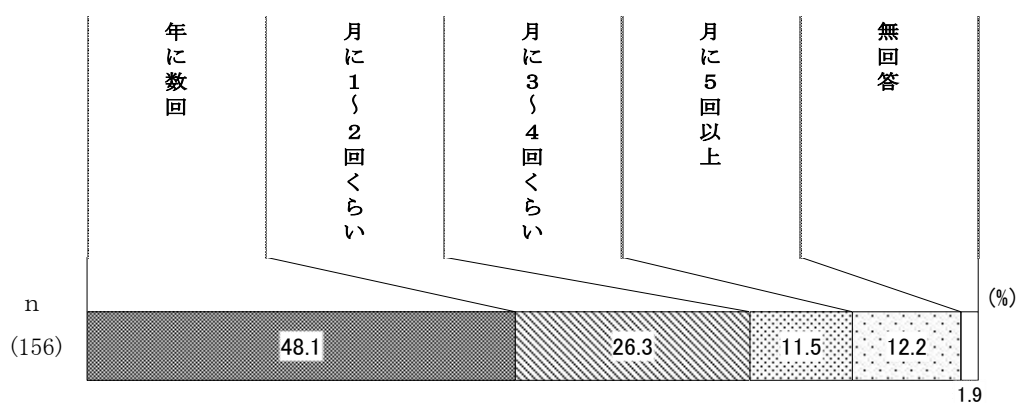 年に数回
月に１～２回くらい
月に３～４回くらい
月に５回以上
無回答
(%)
n
(156)
48.1
26.3
11.5
12.2
1.9